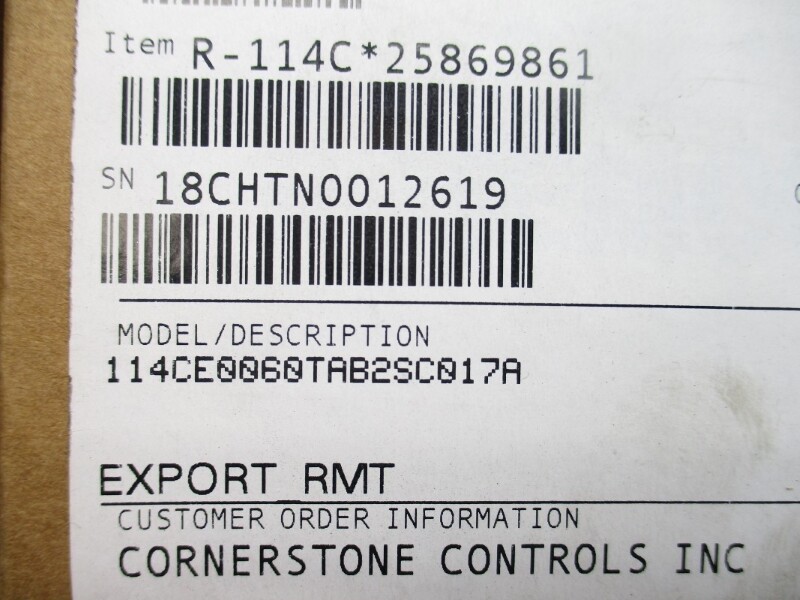 Item R-114C*25869861
SN 18CHTN0012619
MODEL/DESCRIPTION
114CE0060TAB2SC017A
EXPORT RMT
CUSTOMER ORDER INFORMATION
CORNERSTONE CONTROLS INC